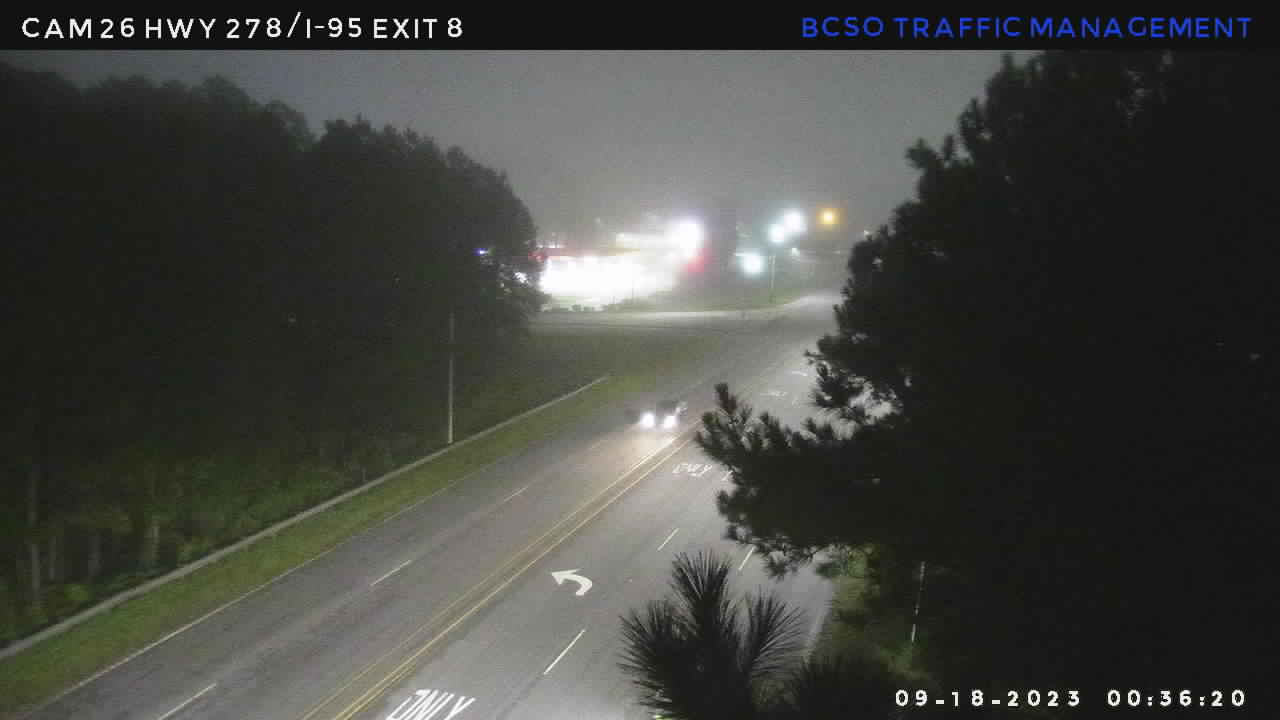 CAM26 HWY 278/I-95 EXIT 8
BCSO TRAFFIC MANAGEMENT
ONLY
ONLY
09-18-2023 00:36:20